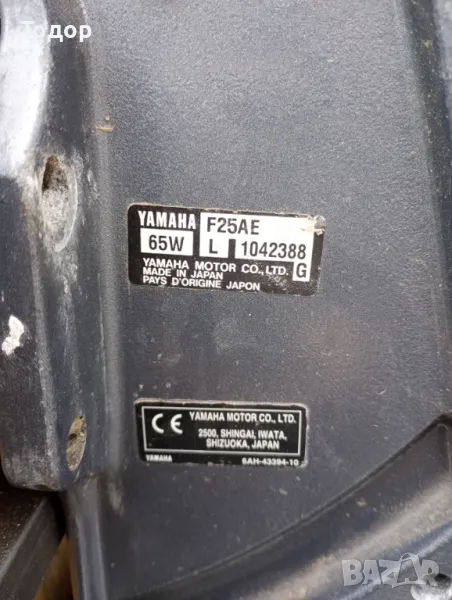 Тодор
YAMAHA F25AE
65W L 1042388
YAMAHA MOTOR CO., LTD. G
MADE IN JAPAN
PAYS D'ORIGINE JAPON
CE YAMAHA MOTOR CO., LTD.
2500, SHINGAI, IWATA,
SHIZUOKA, JAPAN
YAMAHA 6AH-43394-10
BAZAR